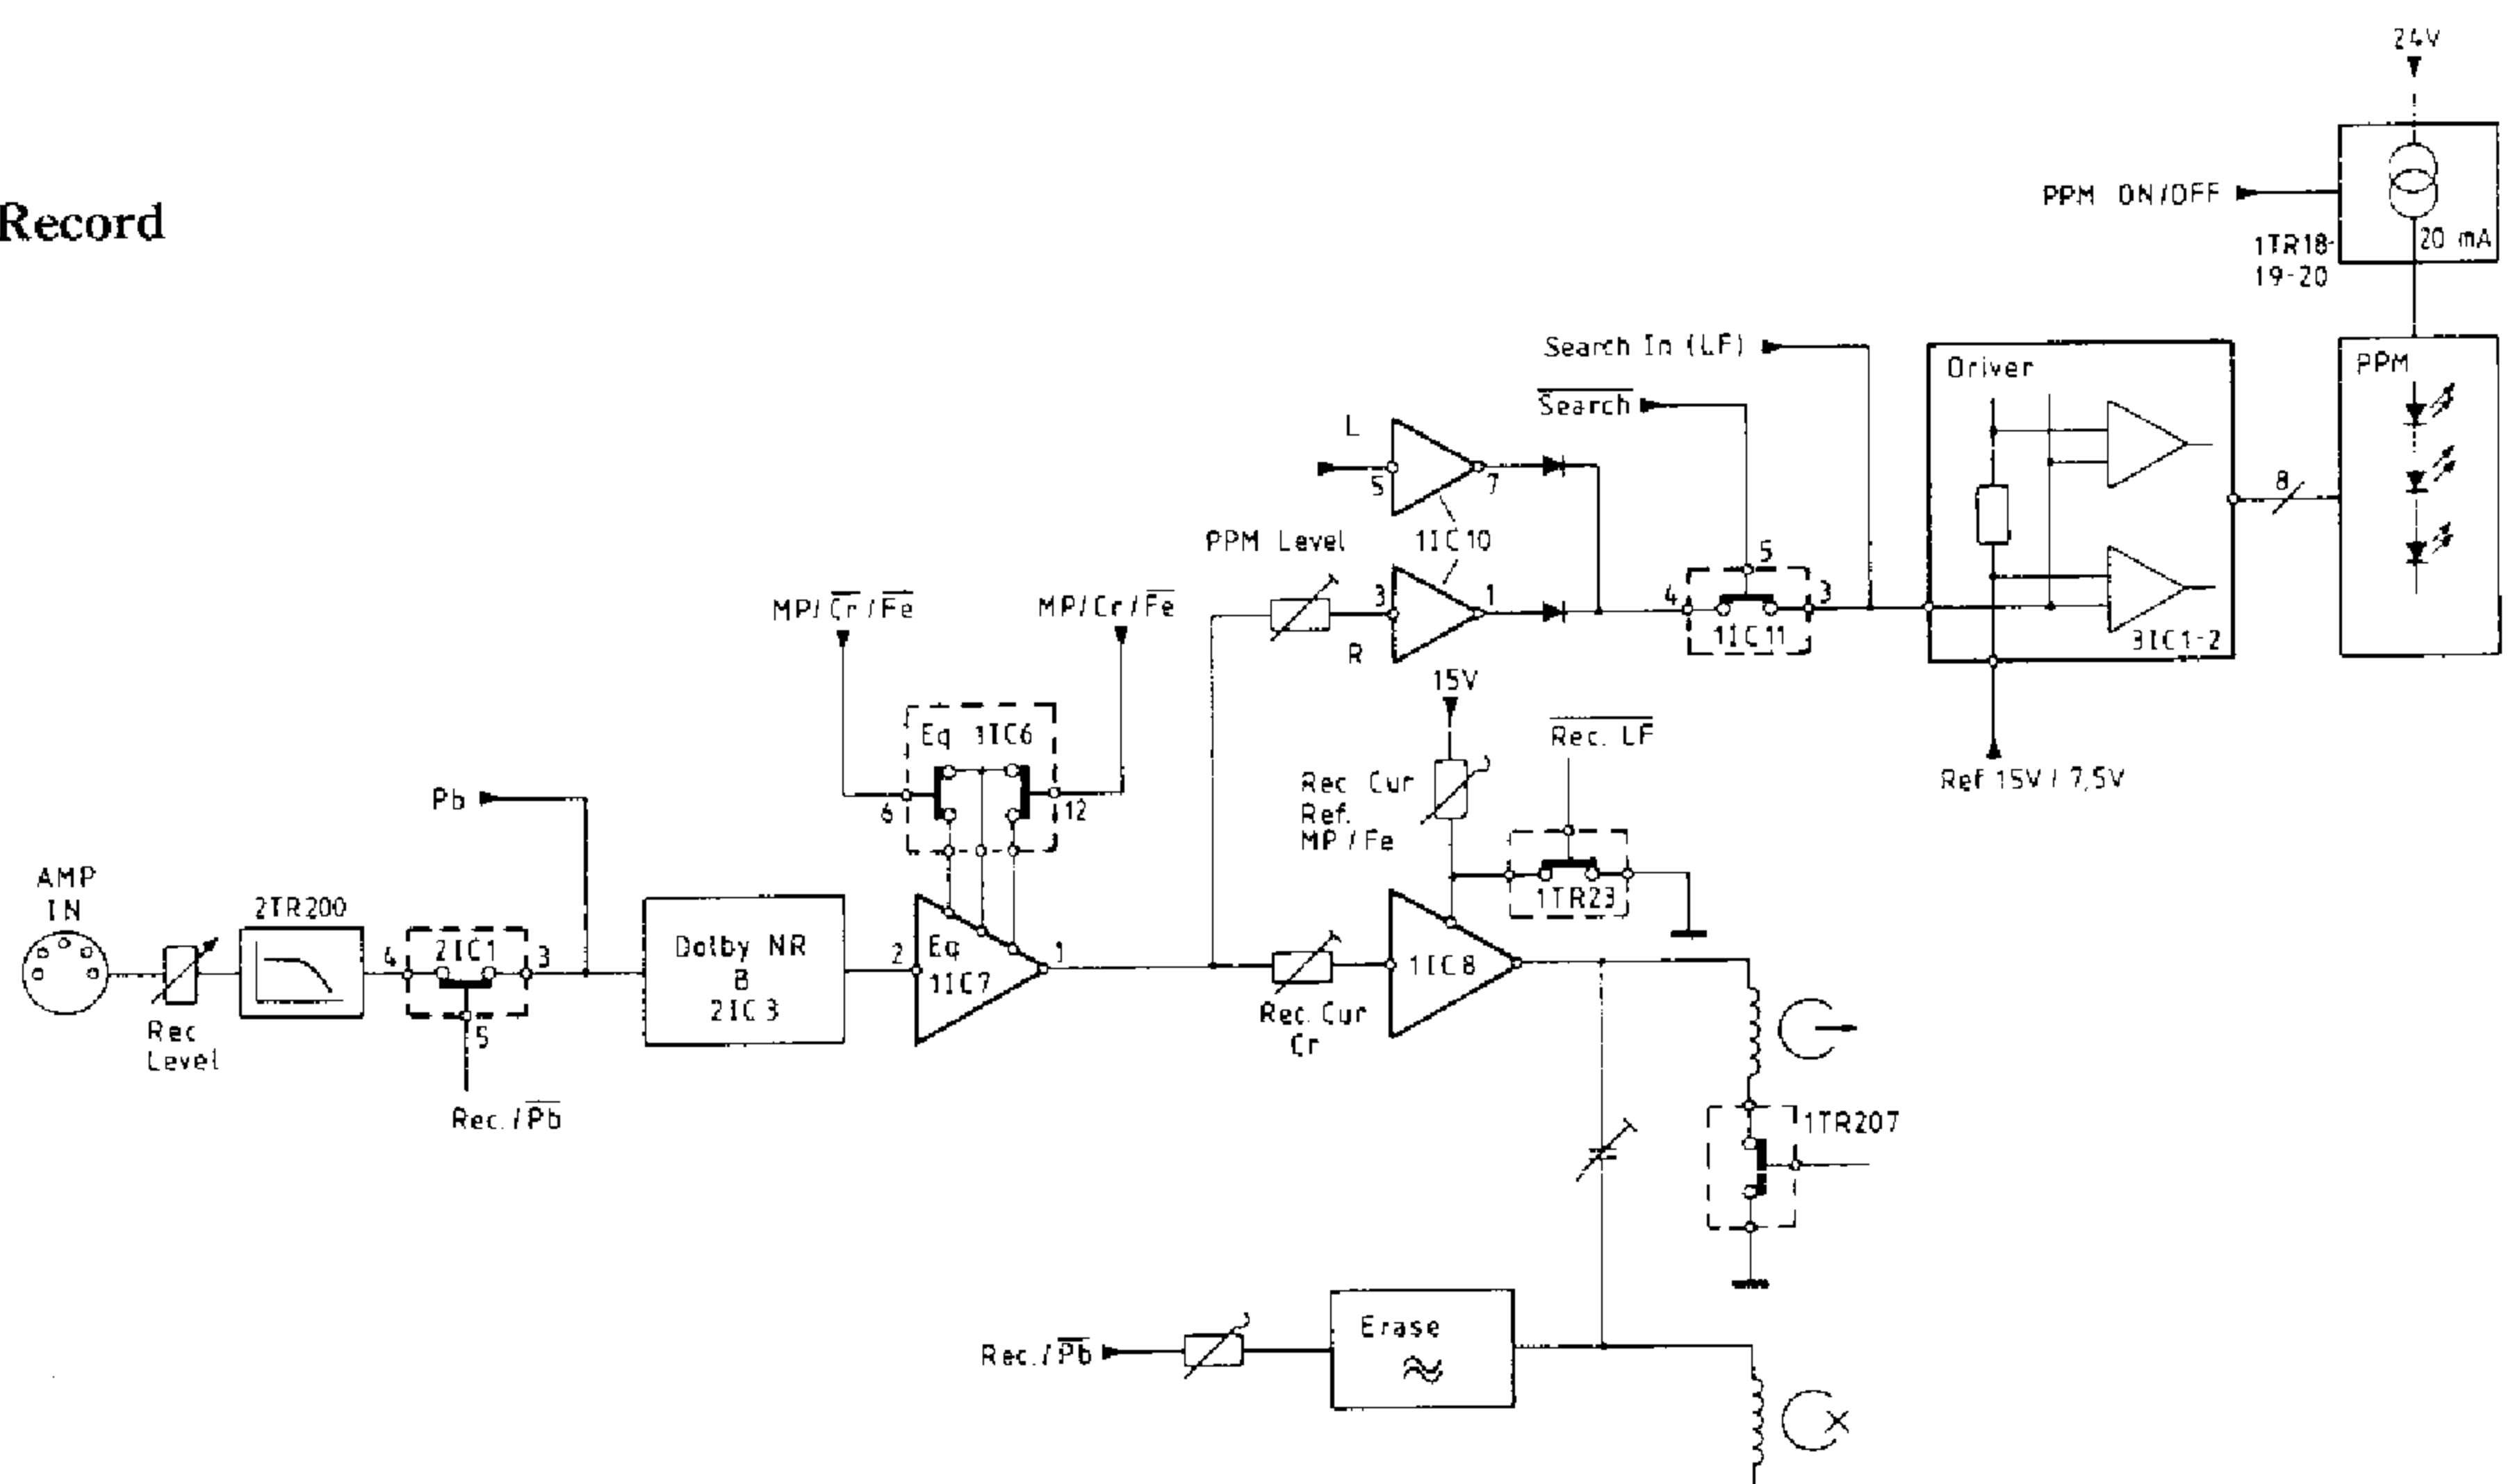 24V
Record
PPM ON/OFF
1TR18-
19-20
20 mA
Search In (LF)
Search
Driver
PPM
L
5
7
8
PPM Level
1IC10
5
3
1
4
3
1IC11
3IC1-2
R
MP/Cr/Fe
MP/Cr/Fe
15V
Eq 1IC6
Rec. LF
6
12
Rec Cur
Ref.
MP/Fe
Ref 15V / 7,5V
Pb
AMP
IN
2TR200
1TR23
4
2IC1
3
Dolby NR
B
2IC3
2
Eq
1IC7
1
1IC8
5
Rec
Level
Rec. Cur
Cr
Rec./Pb
1TR207
Rec./Pb
Erase